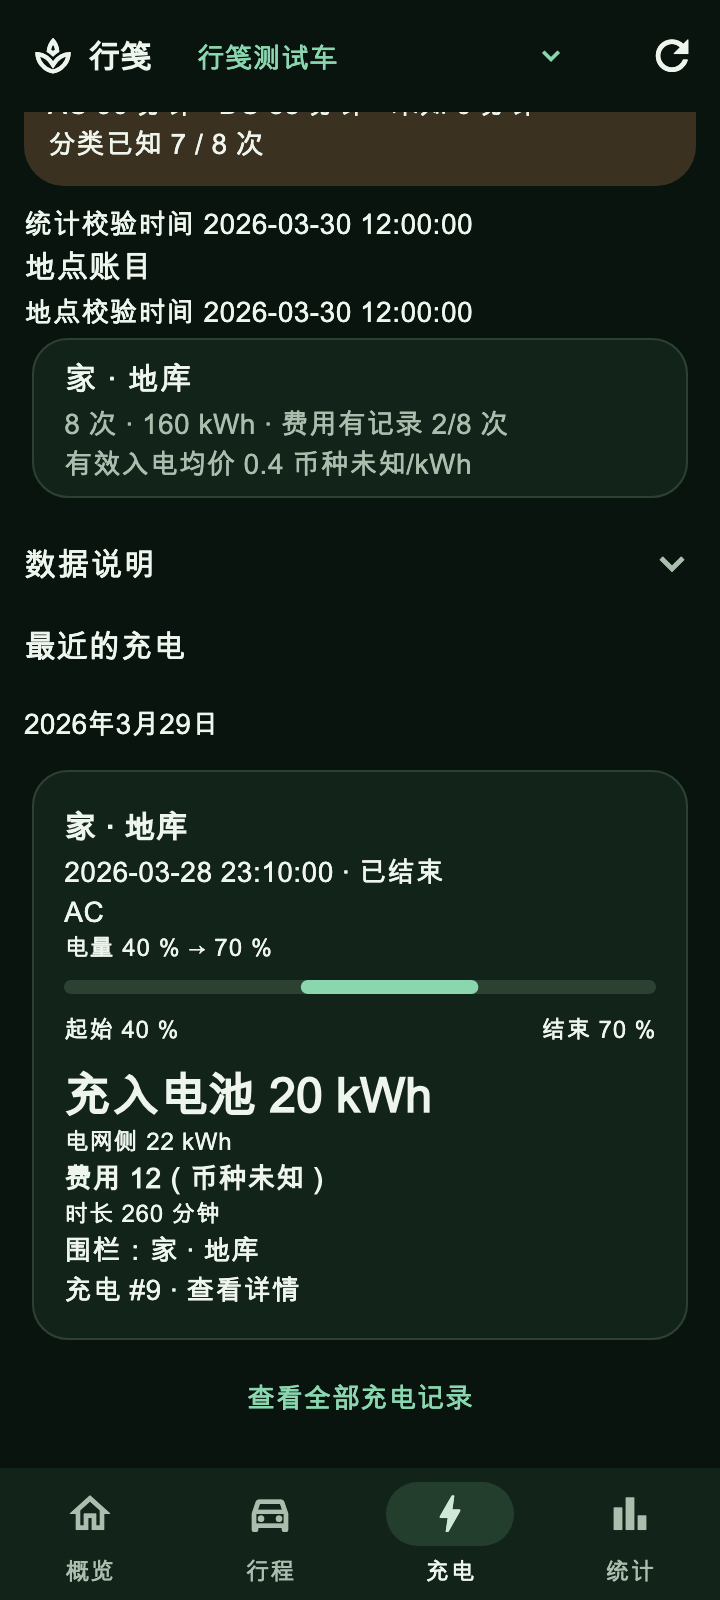 行笺
行笺测试车
分类已知 7 / 8 次
统计校验时间 2026-03-30 12:00:00
地点账目
地点校验时间 2026-03-30 12:00:00
家 · 地库
8 次 · 160 kWh · 费用有记录 2/8 次
有效入电均价 0.4 币种未知/kWh
数据说明
最近的充电
2026年3月29日
家 · 地库
2026-03-28 23:10:00 · 已结束
AC
电量 40 % → 70 %
起始 40 %
结束 70 %
充入电池 20 kWh
电网侧 22 kWh
费用 12（币种未知）
时长 260 分钟
围栏：家 · 地库
充电 #9 · 查看详情
查看全部充电记录
概览
行程
充电
统计